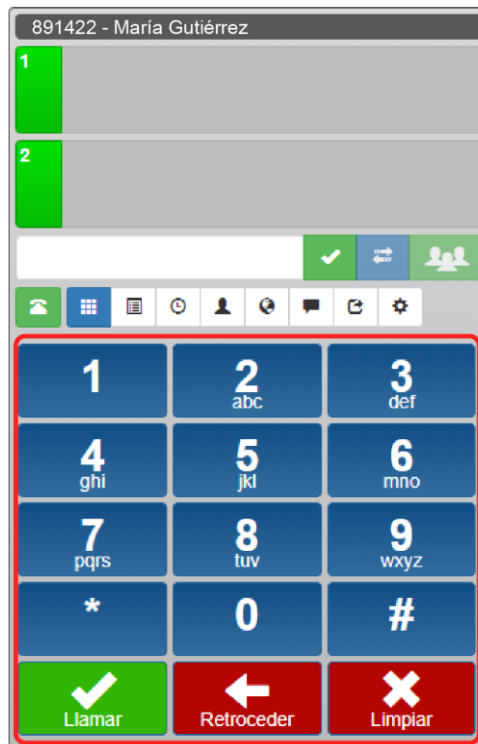 891422 - María Gutiérrez
1
2
1 2 3
abc def
4 5 6
ghi jkl mno
7 8 9
pqrs tuv wxyz
* 0 #
Llamar Retroceder Limpiar